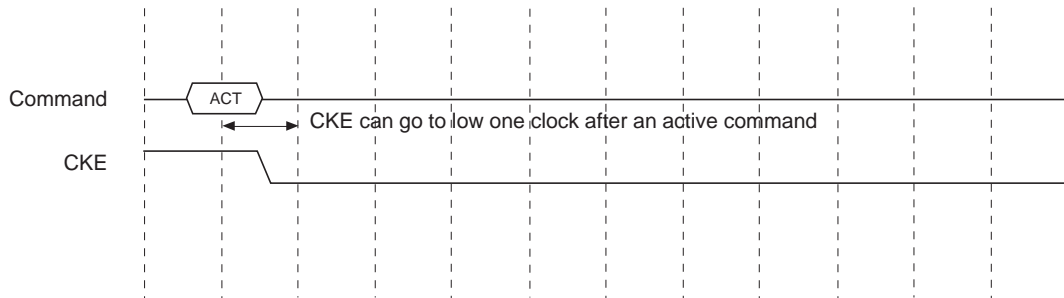 Command
ACT
CKE can go to low one clock after an active command
CKE